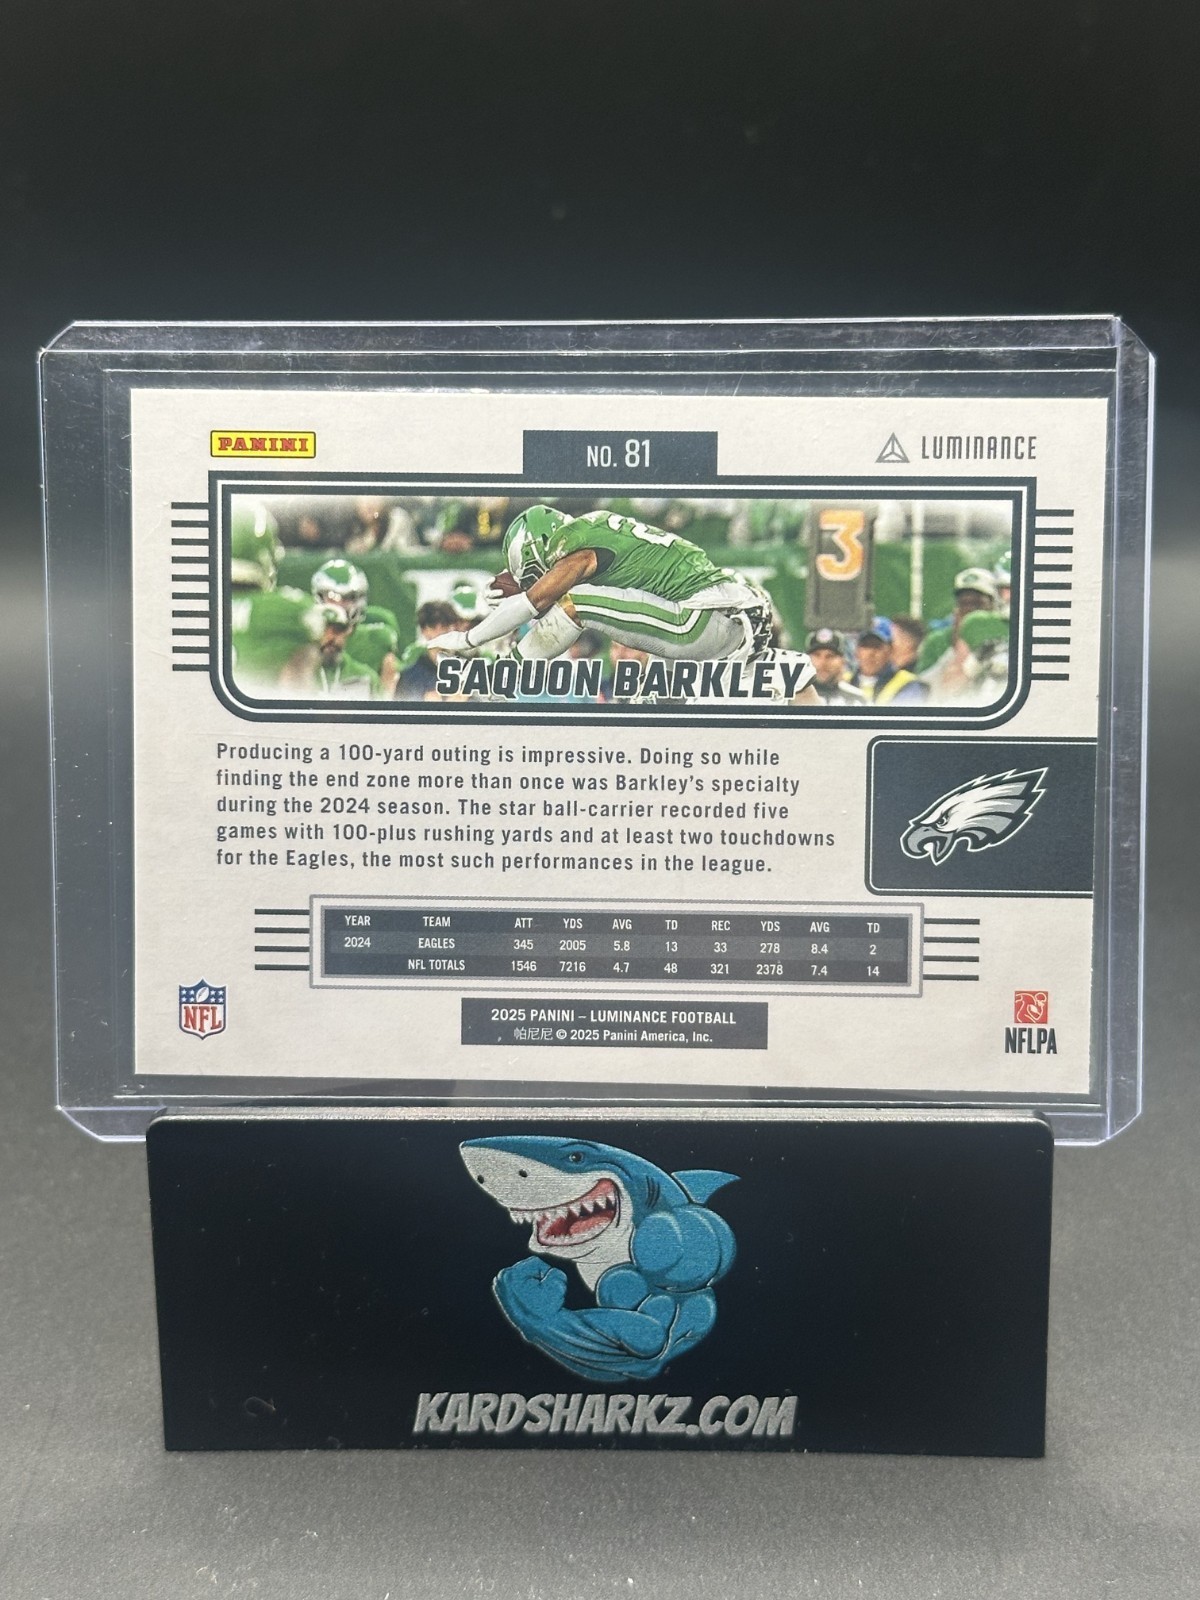 PANINI
NO. 81
LUMINANCE
3
SAQUON BARKLEY
Producing a 100-yard outing is impressive. Doing so while
finding the end zone more than once was Barkley's specialty
during the 2024 season. The star ball-carrier recorded five
games with 100-plus rushing yards and at least two touchdowns
for the Eagles, the most such performances in the league.
YEAR TEAM ATT YDS AVG TD REC YDS AVG TD
2024 EAGLES 345 2005 5.8 13 33 278 8.4 2
NFL TOTALS 1546 7216 4.7 48 321 2378 7.4 14
NFL
2025 PANINI – LUMINANCE FOOTBALL
帕尼尼 © 2025 Panini America, Inc.
NFLPA
KARDSHARKZ.COM